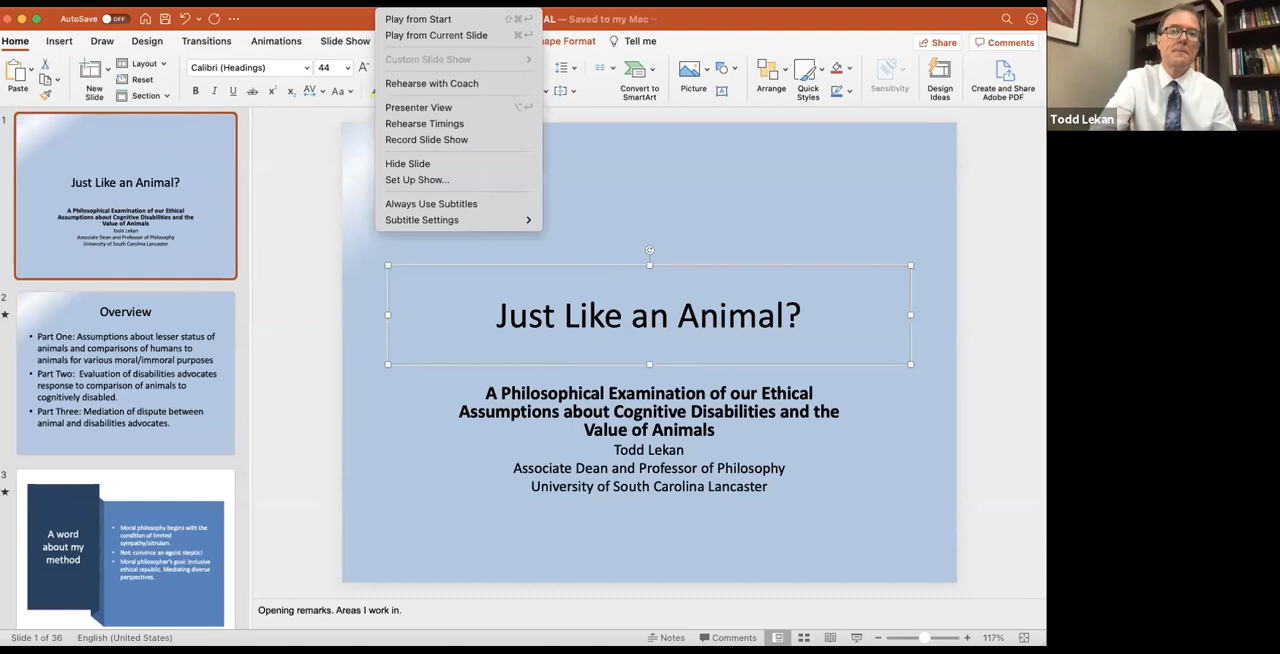 AutoSave OFF
AL — Saved to my Mac
Home Insert Draw Design Transitions Animations Slide Show
ape Format Tell me
Share Comments
Paste
New Slide
Layout
Reset
Section
Calibri (Headings) 44
B I U ab x² x₂ AV Aa
Convert to SmartArt
Picture
Arrange
Quick Styles
Sensitivity
Design Ideas
Create and Share Adobe PDF
Play from Start ⇧⌘↩
Play from Current Slide ⌘↩
Custom Slide Show
Rehearse with Coach
Presenter View ⌥↩
Rehearse Timings
Record Slide Show
Hide Slide
Set Up Show...
Always Use Subtitles
Subtitle Settings
Todd Lekan
1
Just Like an Animal?
A Philosophical Examination of our Ethical
Assumptions about Cognitive Disabilities and the
Value of Animals
Todd Lekan
Associate Dean and Professor of Philosophy
University of South Carolina Lancaster
2
Overview
• Part One: Assumptions about lesser status of
animals and comparisons of humans to
animals for various moral/immoral purposes
• Part Two: Evaluation of disabilities advocates
response to comparison of animals to
cognitively disabled.
• Part Three: Mediation of dispute between
animal and disabilities advocates.
3
A word
about my
method
• Moral philosophy begins with the
condition of limited
sympathy/altruism.
• Not: convince an egoist skeptic!
• Moral philosopher's goal: inclusive
ethical republic. Mediating diverse
perspectives.
Just Like an Animal?
A Philosophical Examination of our Ethical
Assumptions about Cognitive Disabilities and the
Value of Animals
Todd Lekan
Associate Dean and Professor of Philosophy
University of South Carolina Lancaster
Opening remarks. Areas I work in.
Slide 1 of 36 English (United States)
Notes Comments 117%